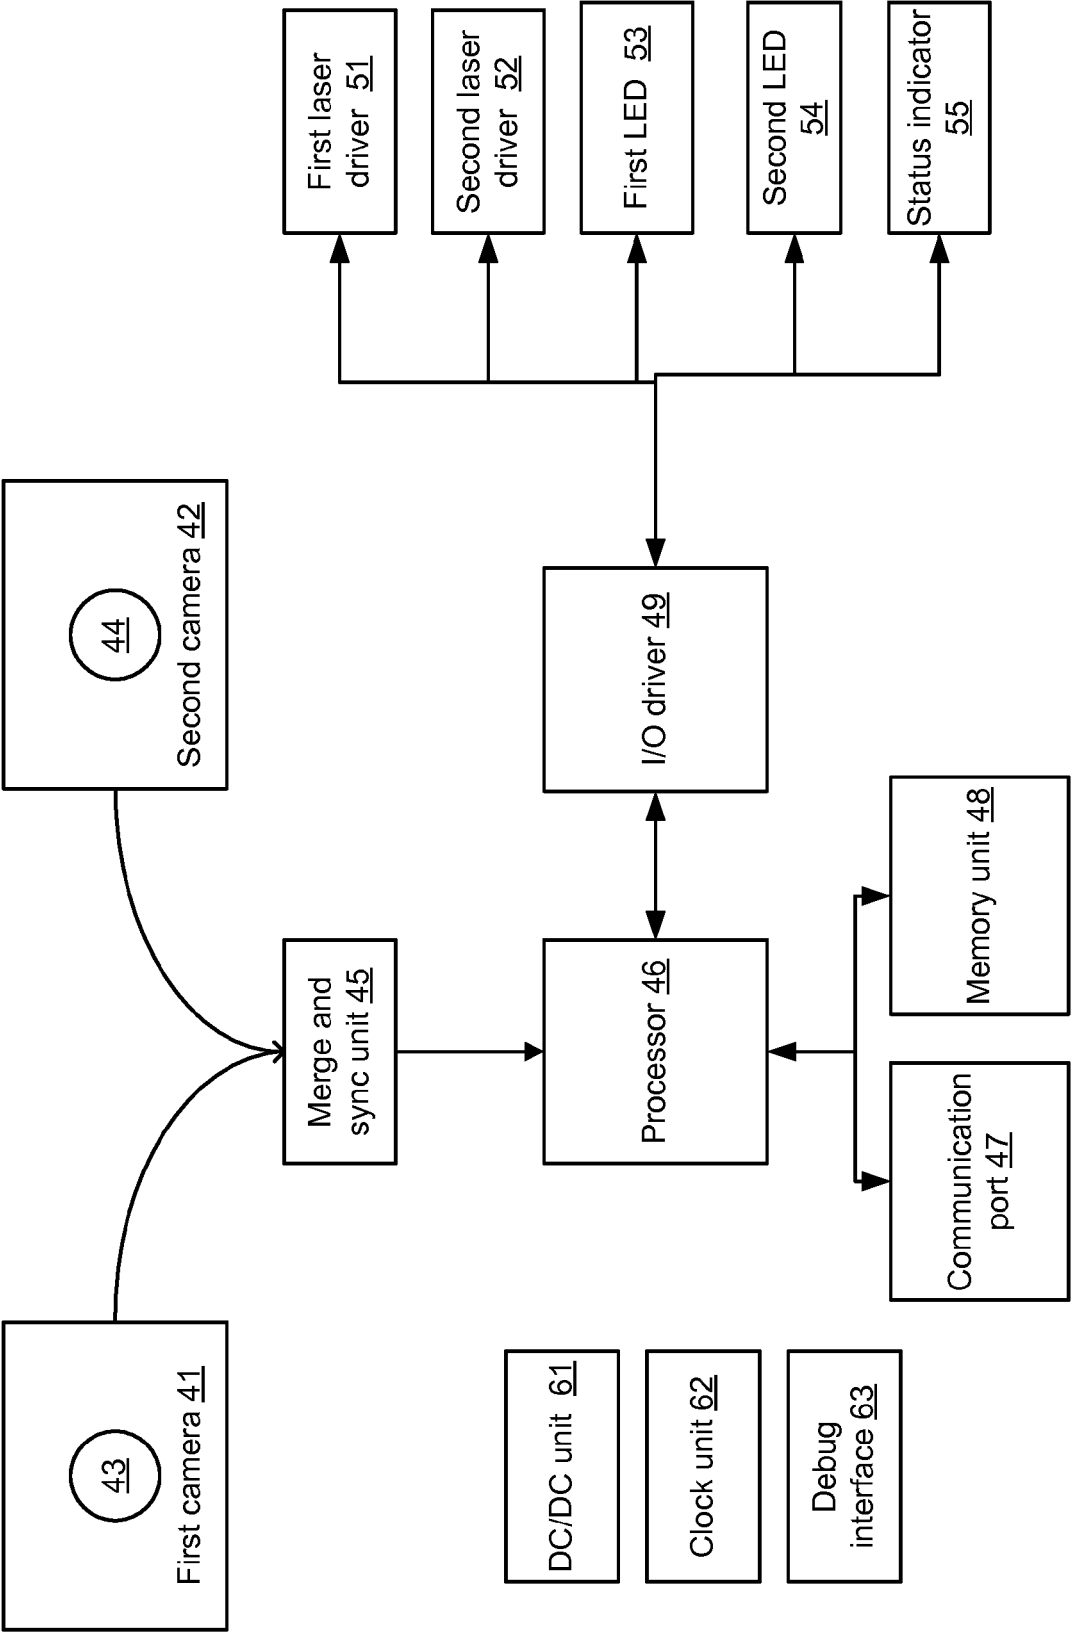 43
First camera 41
44
Second camera 42
Merge and
sync unit 45
Processor 46
I/O driver 49
First laser
driver 51
Second laser
driver 52
First LED 53
Second LED
54
Status indicator
55
DC/DC unit 61
Clock unit 62
Debug
interface 63
Communication
port 47
Memory unit 48